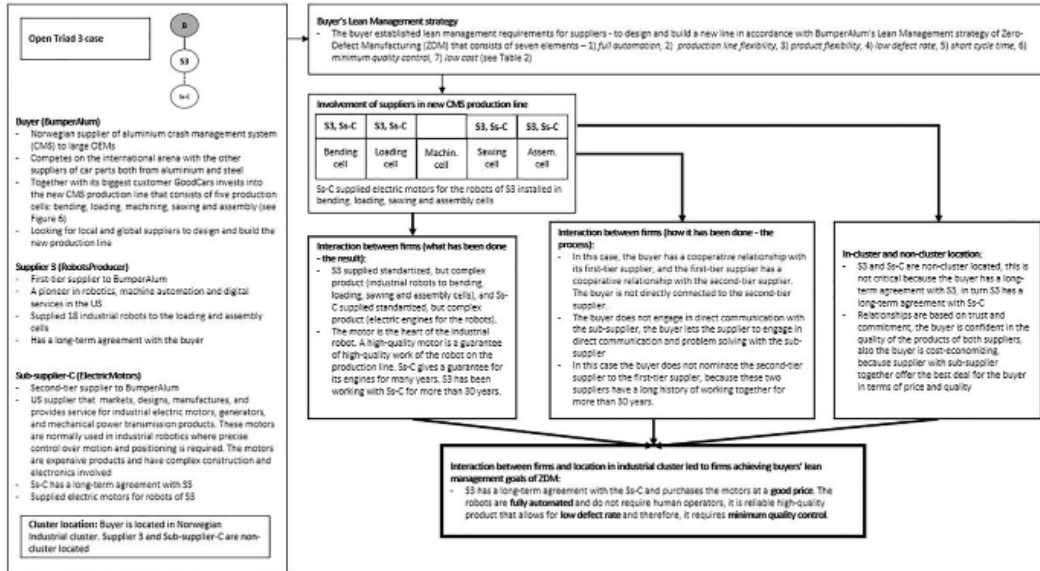 Open Triad 3 case
B
S3
Ss-C
Buyer (BumperAlum)
- Norwegian supplier of aluminium crash management system
(CMS) to large OEMs
- Competes on the international arena with the other
suppliers of car parts both from aluminium and steel
- Together with its biggest customer GoodCars invests into
the new CMS production line that consists of five production
cells: bending, loading, machining, sawing and assembly (see
Figure 6)
- Looking for local and global suppliers to design and build the
new production line
Supplier 3 (RobotsProducer)
- First-tier supplier to BumperAlum
- A pioneer in robotics, machine automation and digital
services in the US
- Supplied 18 industrial robots to the loading and assembly
cells
- Has a long-term agreement with the buyer
Sub-supplier-C (ElectricMotors)
- Second-tier supplier to BumperAlum
- US supplier that markets, designs, manufactures, and
provides service for industrial electric motors, generators,
and mechanical power transmission products. These motors
are normally used in industrial robotics where precise
control over motion and positioning is required. The motors
are expensive products and have complex construction and
electronics involved
- Ss-C has a long-term agreement with S3
- Supplied electric motors for robots of S3
Cluster location: Buyer is located in Norwegian
Industrial cluster. Supplier 3 and Sub-supplier-C are non-
cluster located
Buyer's Lean Management strategy
- The buyer established lean management requirements for suppliers - to design and build a new line in accordance with BumperAlum's Lean Management strategy of Zero-
Defect Manufacturing (ZDM) that consists of seven elements – 1) full automation, 2) production line flexibility, 3) product flexibility, 4) low defect rate, 5) short cycle time, 6)
minimum quality control, 7) low cost (see Table 2)
Involvement of suppliers in new CMS production line
S3, Ss-C S3, Ss-C S3, Ss-C S3, Ss-C
Bending cell Loading cell Machin. cell Sawing cell Assem. cell
Ss-C supplied electric motors for the robots of S3 installed in
bending, loading, sawing and assembly cells
Interaction between firms (what has been done
- the result):
- S3 supplied standardized, but complex
product (industrial robots to bending,
loading, sawing and assembly cells), and Ss-
C supplied standardized, but complex
product (electric engines for the robots).
- The motor is the heart of the industrial
robot. A high-quality motor is a guarantee
of high-quality work of the robot on the
production line. Ss-C gives a guarantee for
its engines for many years. S3 has been
working with Ss-C for more than 30 years.
Interaction between firms (how it has been done - the
process):
- In this case, the buyer has a cooperative relationship with
its first-tier supplier, and the first-tier supplier has a
cooperative relationship with the second-tier supplier.
The buyer is not directly connected to the second-tier
supplier.
- The buyer does not engage in direct communication with
the sub-supplier, the buyer lets the supplier to engage in
direct communication and problem solving with the sub-
supplier
- In this case the buyer does not nominate the second-tier
supplier to the first-tier supplier, because these two
suppliers have a long history of working together for
more than 30 years.
In-cluster and non-cluster location:
- S3 and Ss-C are non-cluster located, this is
not critical because the buyer has a long-
term agreement with S3, in turn S3 has a
long-term agreement with Ss-C
- Relationships are based on trust and
commitment, the buyer is confident in the
quality of the products of both suppliers,
also the buyer is cost-economizing,
because supplier with sub-supplier
together offer the best deal for the buyer
in terms of price and quality
Interaction between firms and location in industrial cluster led to firms achieving buyers' lean
management goals of ZDM:
- S3 has a long-term agreement with the Ss-C and purchases the motors at a good price. The
robots are fully automated and do not require human operators, it is reliable high-quality
product that allows for low defect rate and therefore, it requires minimum quality control.